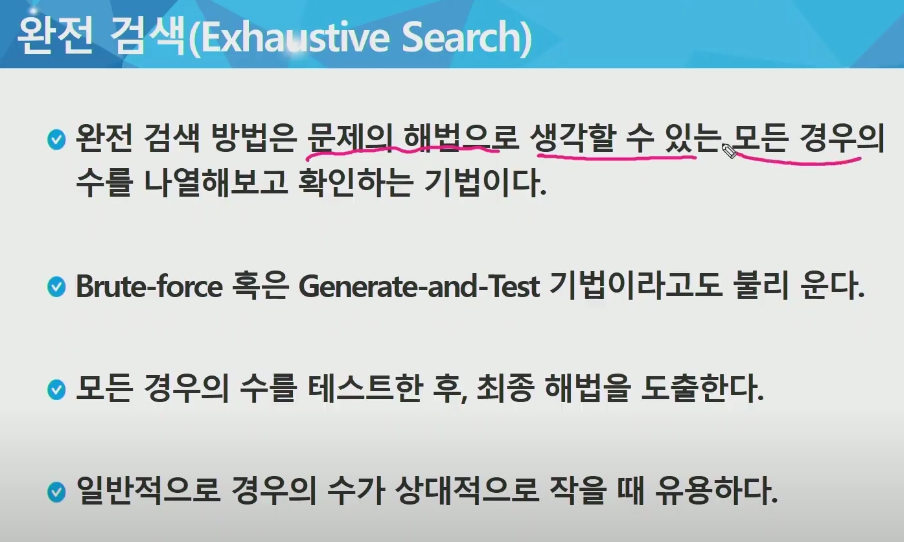 완전 검색(Exhaustive Search)
완전 검색 방법은 문제의 해법으로 생각할 수 있는 모든 경우의
수를 나열해보고 확인하는 기법이다.
Brute-force 혹은 Generate-and-Test 기법이라고도 불리 운다.
모든 경우의 수를 테스트한 후, 최종 해법을 도출한다.
일반적으로 경우의 수가 상대적으로 작을 때 유용하다.